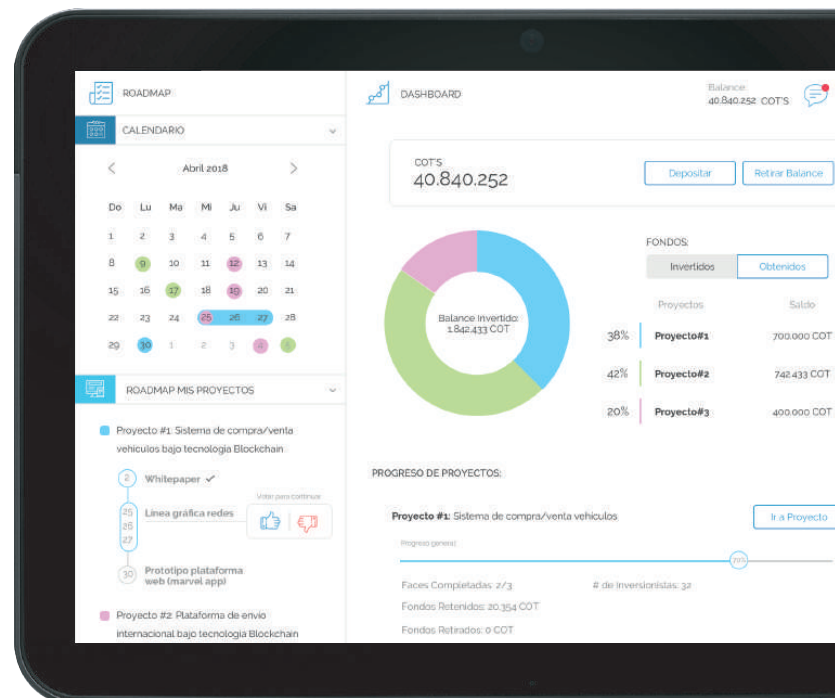 ROADMAP
CALENDARIO
Abril 2018
Do Lu Ma Mi Ju Vi Sa
1 2 3 4 5 6 7
8 9 10 11 12 13 14
15 16 17 18 19 20 21
22 23 24 25 26 27 28
29 30 1 2 3 4 5
ROADMAP MIS PROYECTOS
Proyecto #1: Sistema de compra/venta
vehiculos bajo tecnologia Blockchain
2 Whitepaper
Votar para continuar
25 Linea gráfica redes
26
27
30 Prototipo plataforma
web (marvel app)
Proyecto #2: Plataforma de envio
internacional bajo tecnologia Blockchain
DASHBOARD
Balance:
40.840.252 COT'S
COT'S
40.840.252
Depositar
Retirar Balance
Balance Invertido:
1.842.433 COT
FONDOS:
Invertidos
Obtenidos
Proyectos Saldo
38% Proyecto#1 700.000 COT
42% Proyecto#2 742.433 COT
20% Proyecto#3 400.000 COT
PROGRESO DE PROYECTOS:
Proyecto #1: Sistema de compra/venta vehiculos
Ir a Proyecto
Progreso general:
70%
Faces Completadas: 2/3 # de Inversionistas: 32
Fondos Retenidos: 20.354 COT
Fondos Retirados: 0 COT